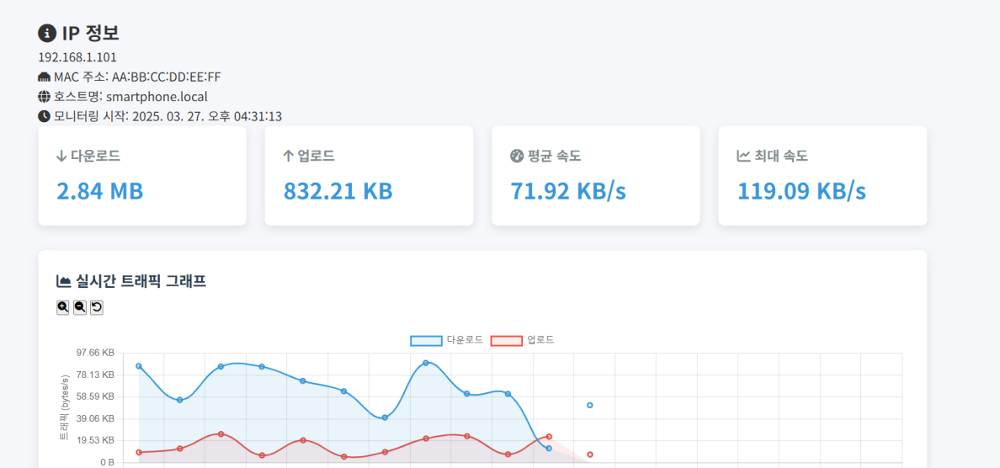 IP 정보
192.168.1.101
MAC 주소: AA:BB:CC:DD:EE:FF
호스트명: smartphone.local
모니터링 시작: 2025. 03. 27. 오후 04:31:13
다운로드
2.84 MB
업로드
832.21 KB
평균 속도
71.92 KB/s
최대 속도
119.09 KB/s
실시간 트래픽 그래프
다운로드 업로드
97.66 KB
78.13 KB
58.59 KB
39.06 KB
19.53 KB
0 B
트래픽 (bytes/s)